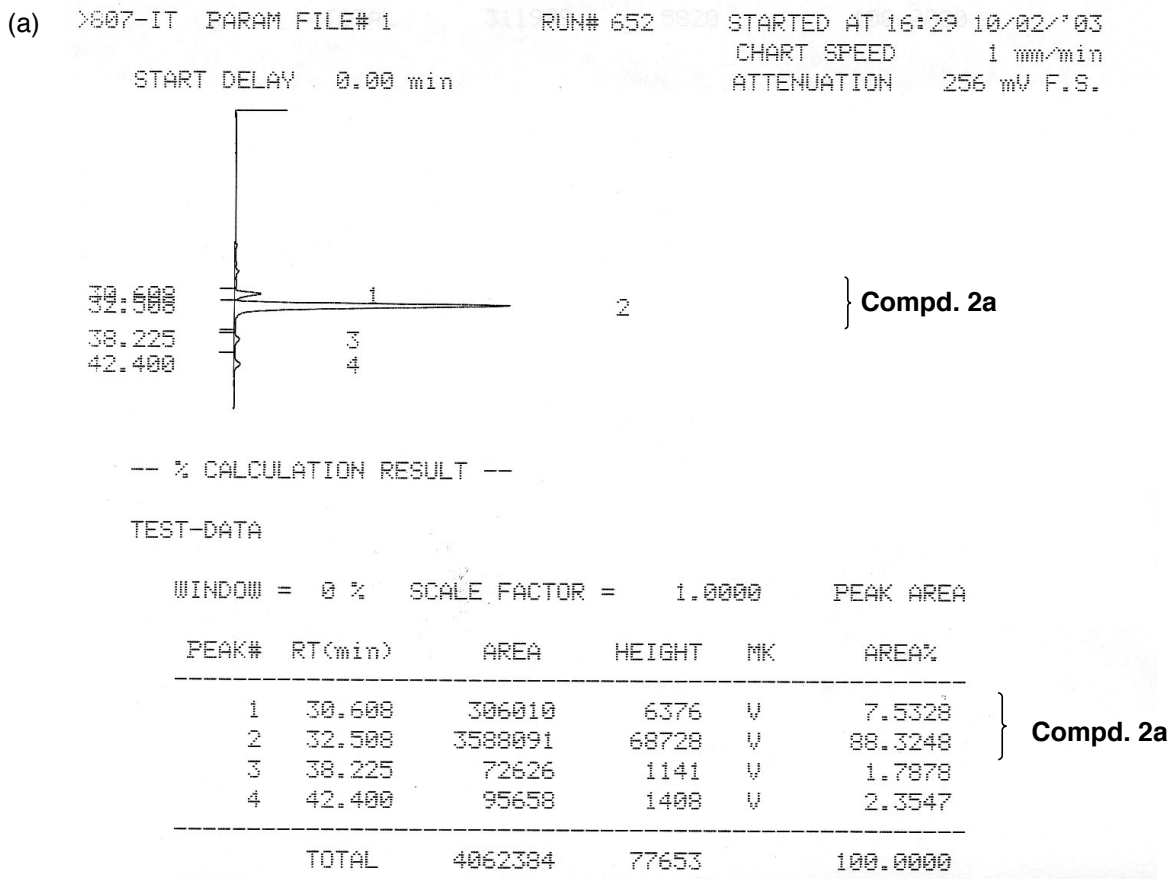 (a) >807-IT PARAM FILE# 1 RUN# 652 STARTED AT 16:29 10/02/'03
CHART SPEED 1 mm/min
START DELAY 0.00 min ATTENUATION 256 mV F.S.
30.608 1
32.508 2 Compd. 2a
38.225 3
42.400 4
-- % CALCULATION RESULT --
TEST-DATA
WINDOW = 0 % SCALE FACTOR = 1.0000 PEAK AREA
PEAK# RT(min) AREA HEIGHT MK AREA%
1 30.608 306010 6376 V 7.5328
2 32.508 3588091 68728 V 88.3248
Compd. 2a
3 38.225 72626 1141 V 1.7878
4 42.400 95658 1408 V 2.3547
TOTAL 4062384 77653 100.0000